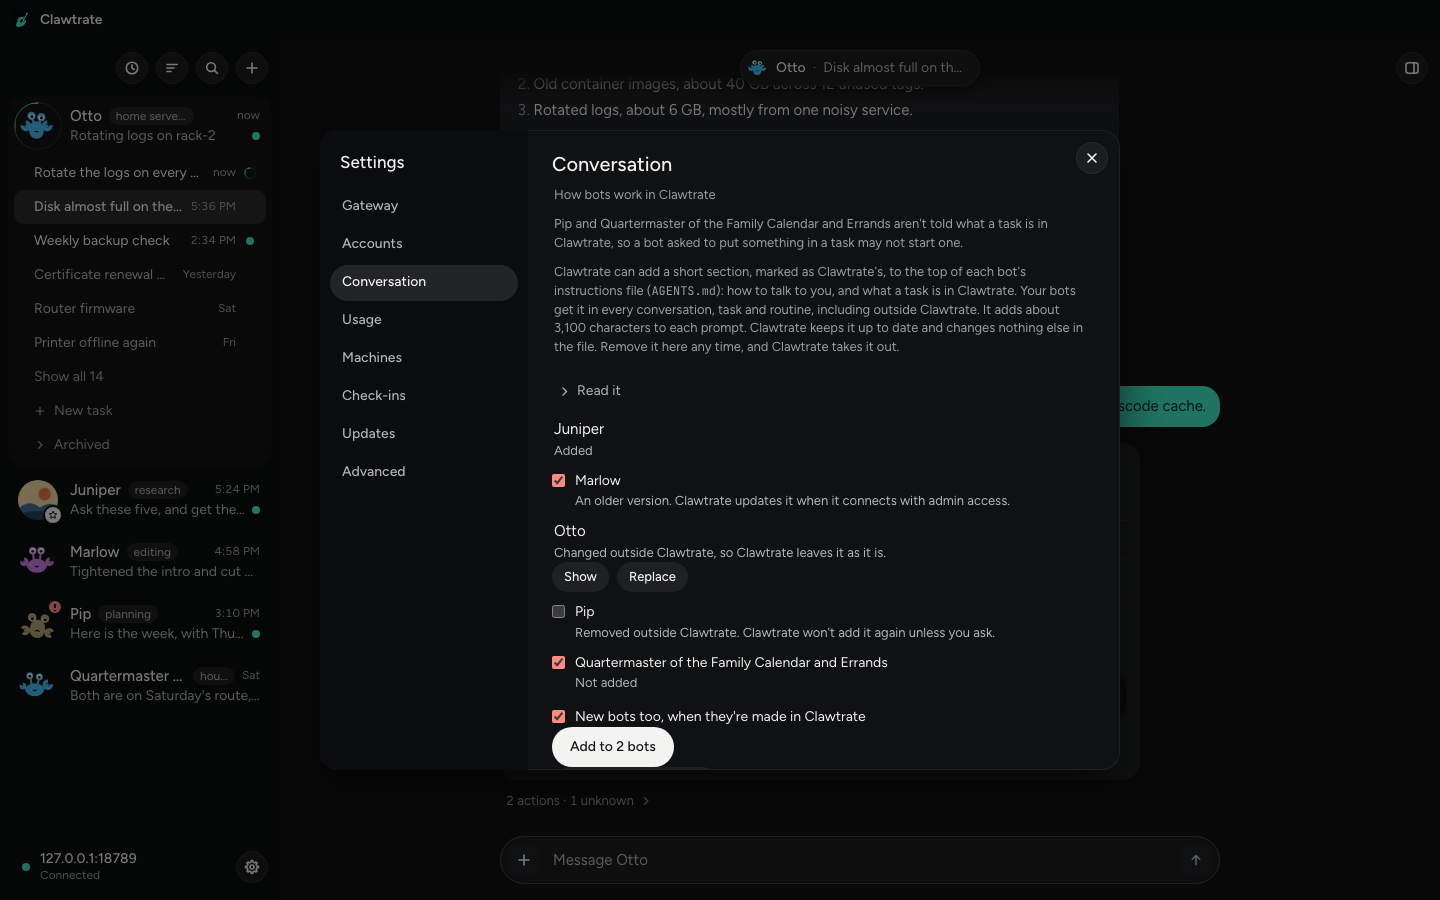 Clawtrate
Otto
home serve...
now
Rotating logs on rack-2
Rotate the logs on every ...
now
Disk almost full on the...
5:36 PM
Weekly backup check
2:34 PM
Certificate renewal ...
Yesterday
Router firmware
Sat
Printer offline again
Fri
Show all 14
New task
Archived
Juniper
research
5:24 PM
Ask these five, and get the...
Marlow
editing
4:58 PM
Tightened the intro and cut ...
Pip
planning
3:10 PM
Here is the week, with Thu...
Quartermaster ...
hou...
Sat
Both are on Saturday's route,...
127.0.0.1:18789
Connected
Otto · Disk almost full on th...
2. Old container images, about 40 GB across 12 unused tags.
3. Rotated logs, about 6 GB, mostly from one noisy service.
Settings
Gateway
Accounts
Conversation
Usage
Machines
Check-ins
Updates
Advanced
Conversation
How bots work in Clawtrate
Pip and Quartermaster of the Family Calendar and Errands aren't told what a task is in
Clawtrate, so a bot asked to put something in a task may not start one.
Clawtrate can add a short section, marked as Clawtrate's, to the top of each bot's
instructions file (AGENTS.md): how to talk to you, and what a task is in Clawtrate. Your bots
get it in every conversation, task and routine, including outside Clawtrate. It adds about
3,100 characters to each prompt. Clawtrate keeps it up to date and changes nothing else in
the file. Remove it here any time, and Clawtrate takes it out.
Read it
Juniper
Added
Marlow
An older version. Clawtrate updates it when it connects with admin access.
Otto
Changed outside Clawtrate, so Clawtrate leaves it as it is.
Show
Replace
Pip
Removed outside Clawtrate. Clawtrate won't add it again unless you ask.
Quartermaster of the Family Calendar and Errands
Not added
New bots too, when they're made in Clawtrate
Add to 2 bots
scode cache.
2 actions · 1 unknown
Message Otto